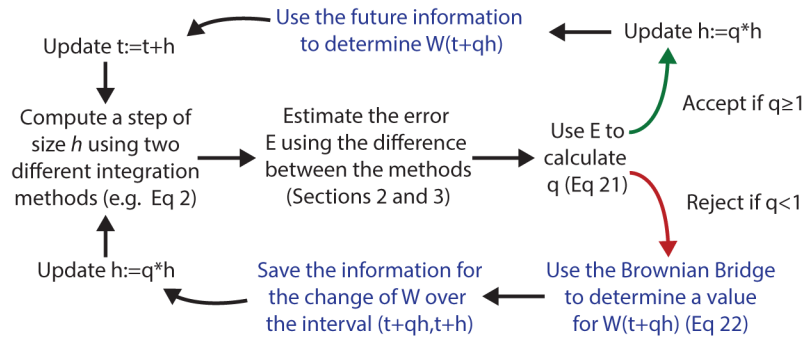 Use the future information
to determine W(t+qh)
Update h:=q*h
Update t:=t+h
Compute a step of
size h using two
different integration
methods (e.g. Eq 2)
Estimate the error
E using the difference
between the methods
(Sections 2 and 3)
Use E to
calculate
q (Eq 21)
Accept if q≥1
Reject if q<1
Update h:=q*h
Save the information for
the change of W over
the interval (t+qh,t+h)
Use the Brownian Bridge
to determine a value
for W(t+qh) (Eq 22)